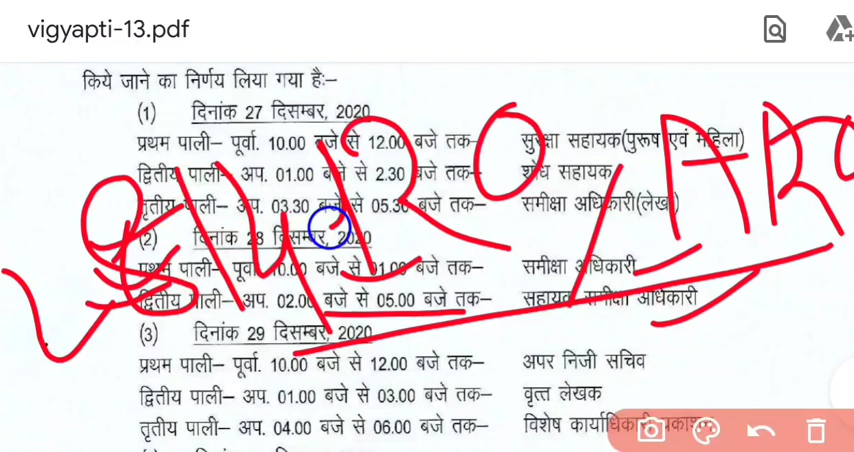 vigyapti-13.pdf
किये जाने का निर्णय लिया गया है:–
(1) दिनांक 27 दिसम्बर, 2020
प्रथम पाली– पूर्वा. 10.00 बजे से 12.00 बजे तक– सुरक्षा सहायक(पुरूष एवं महिला)
द्वितीय पाली– अप. 01.00 बजे से 2.30 बजे तक– शोध सहायक
तृतीय पाली– अप. 03.30 बजे से 05.30 बजे तक– समीक्षा अधिकारी(लेखा)
RO/ARO
(2) दिनांक 28 दिसम्बर, 2020
प्रथम पाली– पूर्वा. 10.00 बजे से 01.00 बजे तक– समीक्षा अधिकारी
द्वितीय पाली– अप. 02.00 बजे से 05.00 बजे तक– सहायक समीक्षा अधिकारी
(3) दिनांक 29 दिसम्बर, 2020
प्रथम पाली– पूर्वा. 10.00 बजे से 12.00 बजे तक– अपर निजी सचिव
द्वितीय पाली– अप. 01.00 बजे से 03.00 बजे तक– वृत्त लेखक
तृतीय पाली– अप. 04.00 बजे से 06.00 बजे तक– विशेष कार्याधिकारी प्रकाशन